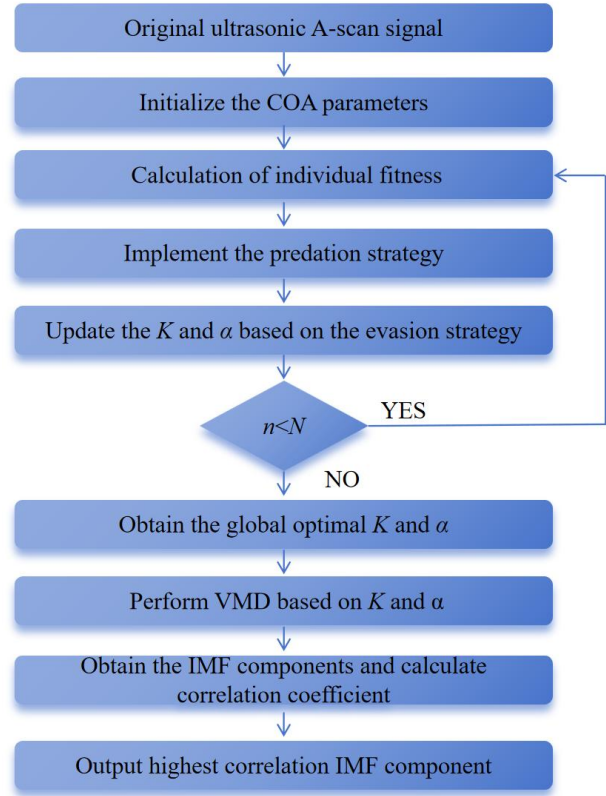 Original ultrasonic A-scan signal
Initialize the COA parameters
Calculation of individual fitness
Implement the predation strategy
Update the K and α based on the evasion strategy
n<N
YES
NO
Obtain the global optimal K and α
Perform VMD based on K and α
Obtain the IMF components and calculate
correlation coefficient
Output highest correlation IMF component